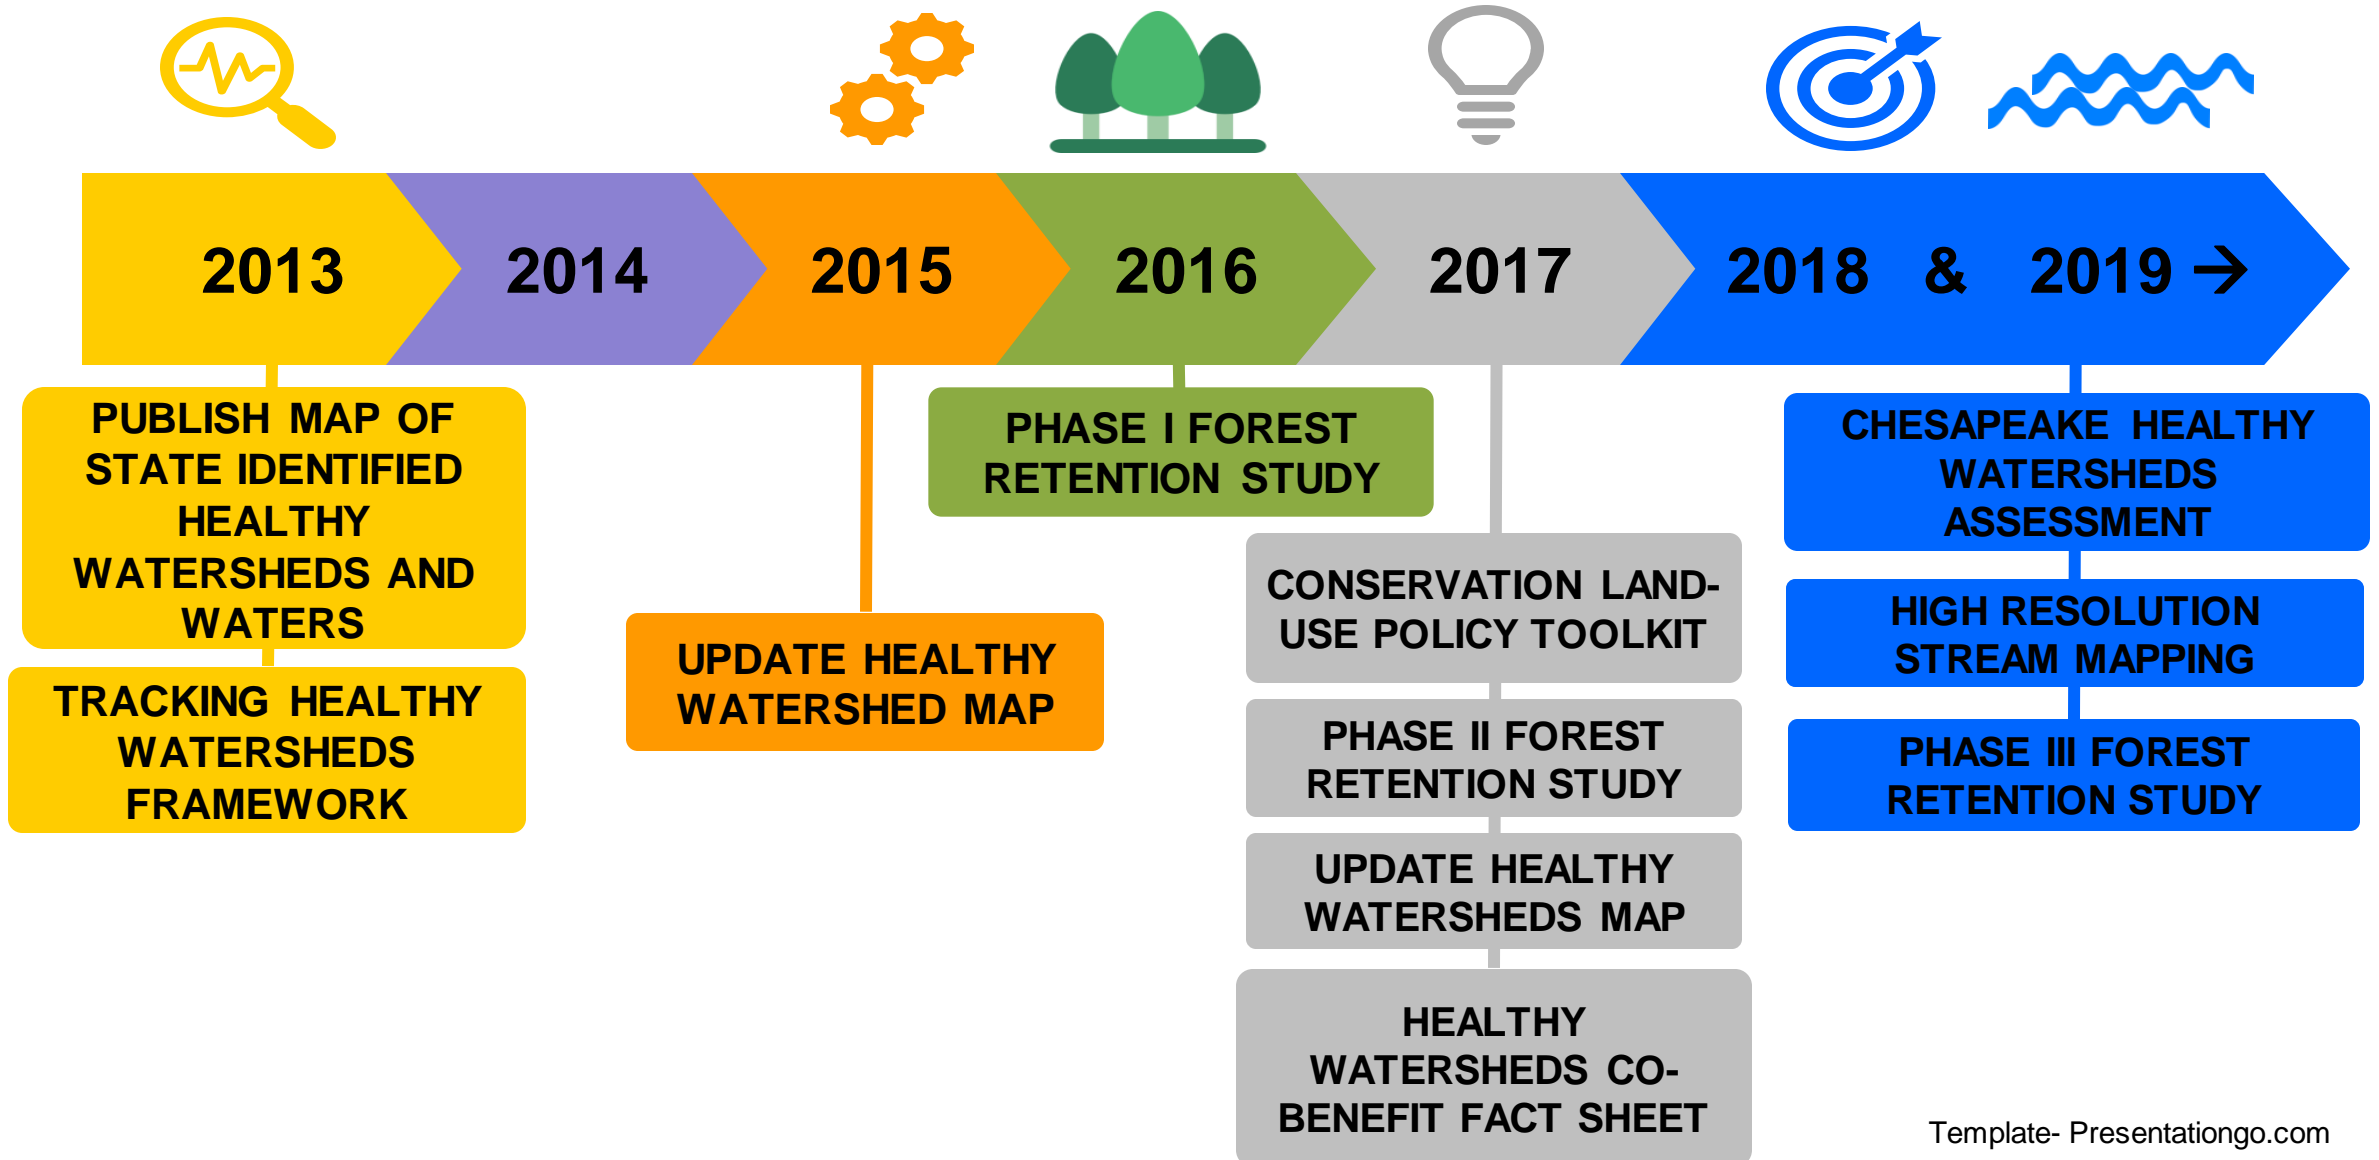 2013
2014
2015
2016
2017
2018 & 2019 →
PUBLISH MAP OF
STATE IDENTIFIED
HEALTHY
WATERSHEDS AND
WATERS
TRACKING HEALTHY
WATERSHEDS
FRAMEWORK
UPDATE HEALTHY
WATERSHED MAP
PHASE I FOREST
RETENTION STUDY
CONSERVATION LAND-
USE POLICY TOOLKIT
PHASE II FOREST
RETENTION STUDY
UPDATE HEALTHY
WATERSHEDS MAP
HEALTHY
WATERSHEDS CO-
BENEFIT FACT SHEET
CHESAPEAKE HEALTHY
WATERSHEDS
ASSESSMENT
HIGH RESOLUTION
STREAM MAPPING
PHASE III FOREST
RETENTION STUDY
Template- Presentationgo.com